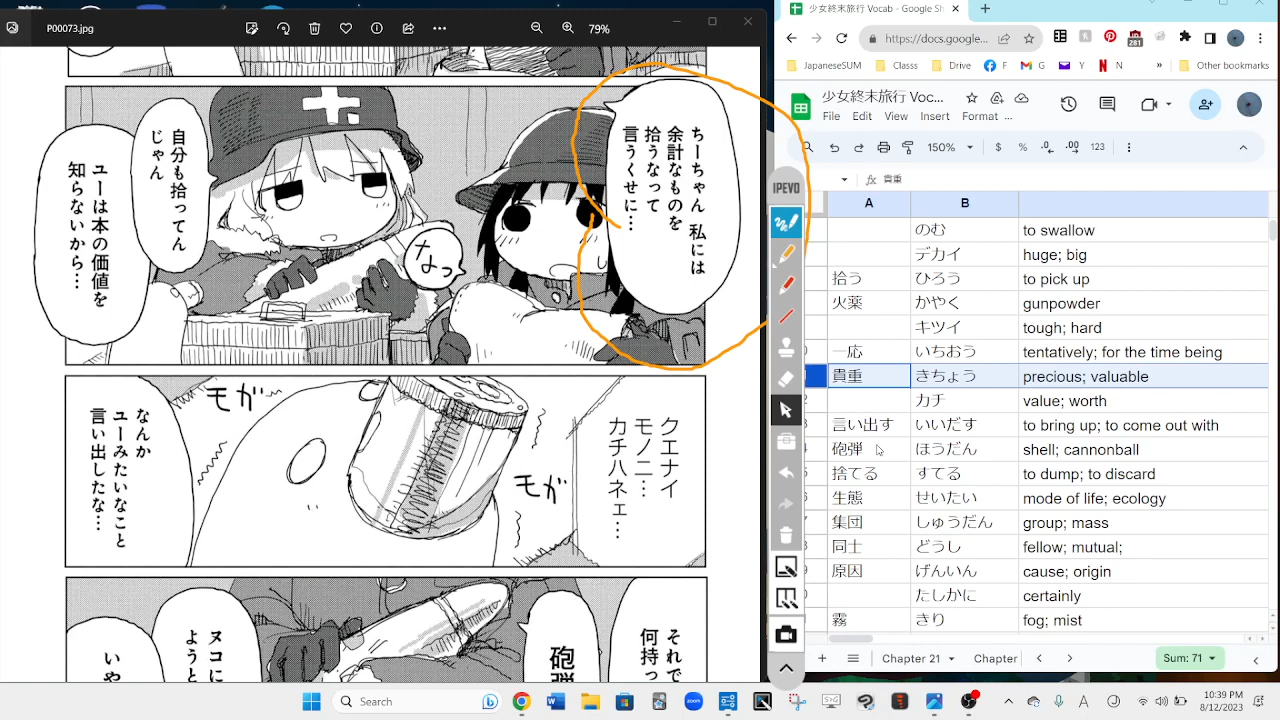 P00073.jpg
79%
少女終末旅行 Vocab - Google Sh
https://docs.google.com
281
JapaneseSUM
Classs
Drive
G
N
Other bookmarks
少女終末旅行 Voc...
File
Edit
View
Insert
Format
...
150%
$
%
.0
.00
123
fx
貴重
A
B
のむ
to swallow
デカイ
huge; big
拾う
ひろう
to pick up
火薬
かやく
gunpowder
キツイ
tough; hard
一応
いちおう
tentatively; for the time being
貴重
きちよう
precious; valuable
カチ
value; worth
言い出す
いいだす
to bring up; to come out with
砲弾
ほうだん
shell; cannonball
捨てる
すてる
to dump; to discard
生態
せいたい
mode of life; ecology
集団
しゅうだん
group; mass
同士
どうし
fellow; mutual;
原因
げんいん
cause; origin
たしかに
certainly
霧
きり
fog; mist
Chapter 21
Chapter
Sum: 71
IPEVO
ちーちゃん 私には
余計なものを
拾うなって
言うくせに…
なっ
自分も拾ってん
じゃん
ユーは本の価値を
知らないから…
クエナイ
モノニ…
カチハネェ…
モガ
モガ
なんか
ユーみたいなこと
言い出したな…
それで
何持っ
砲弾
ヌコに
ようと
いや
Search
zoom
A
10:35 PM
6/12/2023